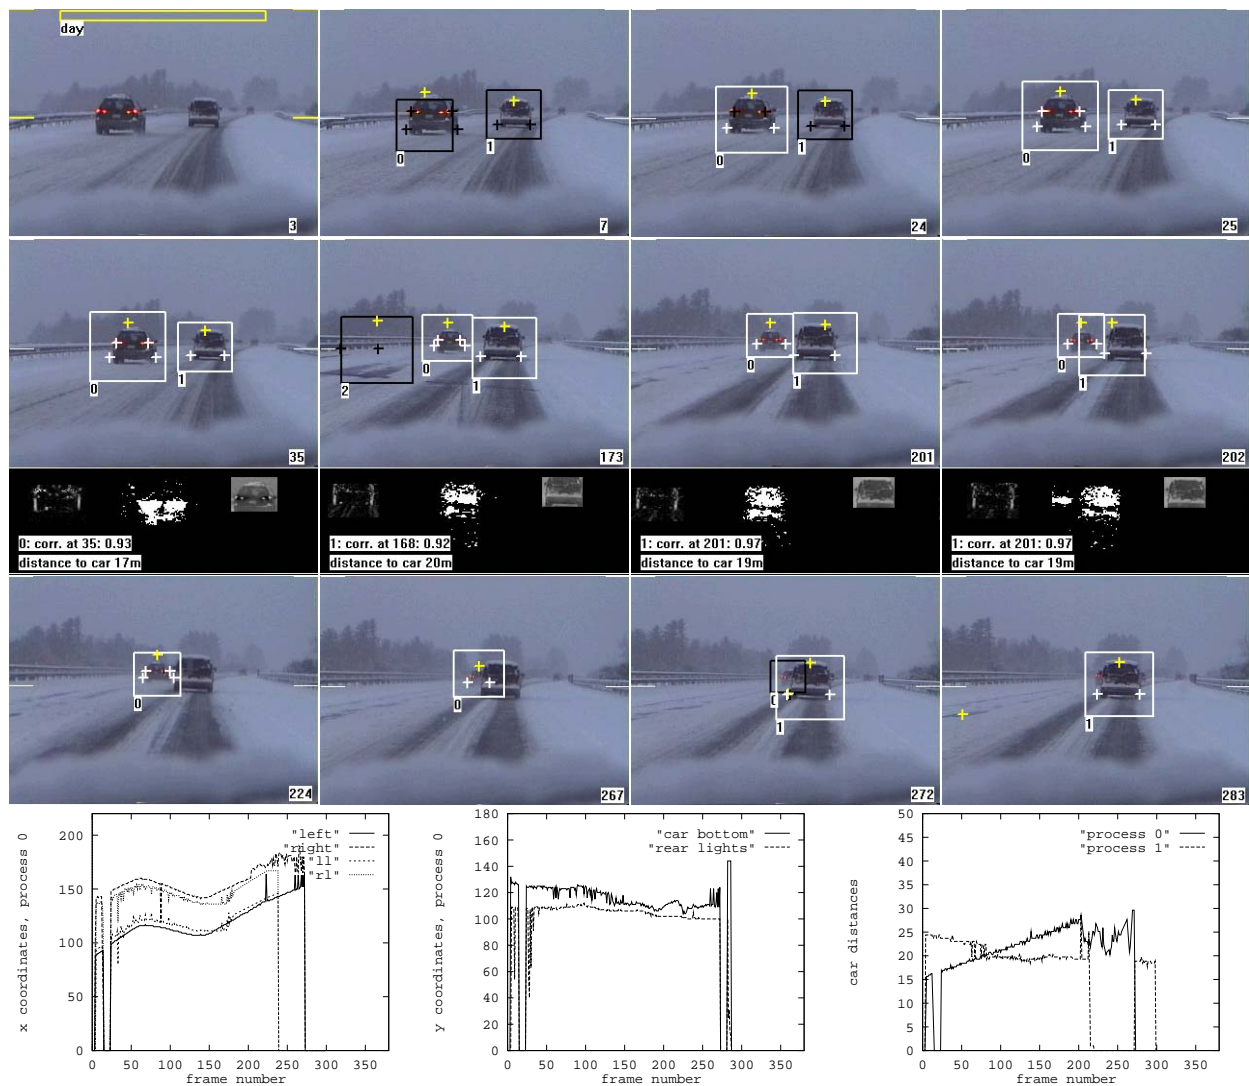 day
3
0
1
7
0
1
24
0
1
25
0
1
35
2
0
1
173
0
1
201
0
1
202
0: corr. at 35: 0.93
distance to car 17m
1: corr. at 168: 0.92
distance to car 20m
1: corr. at 201: 0.97
distance to car 19m
1: corr. at 201: 0.97
distance to car 19m
0
224
0
267
1
272
1
283
x coordinates, process 0
200
150
100
50
0
"left"
"right"
"ll"
"rl"
0 50 100 150 200 250 300 350
frame number
y coordinates, process 0
180
160
140
120
100
80
60
40
20
0
"car bottom"
"rear lights"
0 50 100 150 200 250 300 350
frame number
car distances
50
45
40
35
30
25
20
15
10
5
0
"process 0"
"process 1"
0 50 100 150 200 250 300 350
frame number